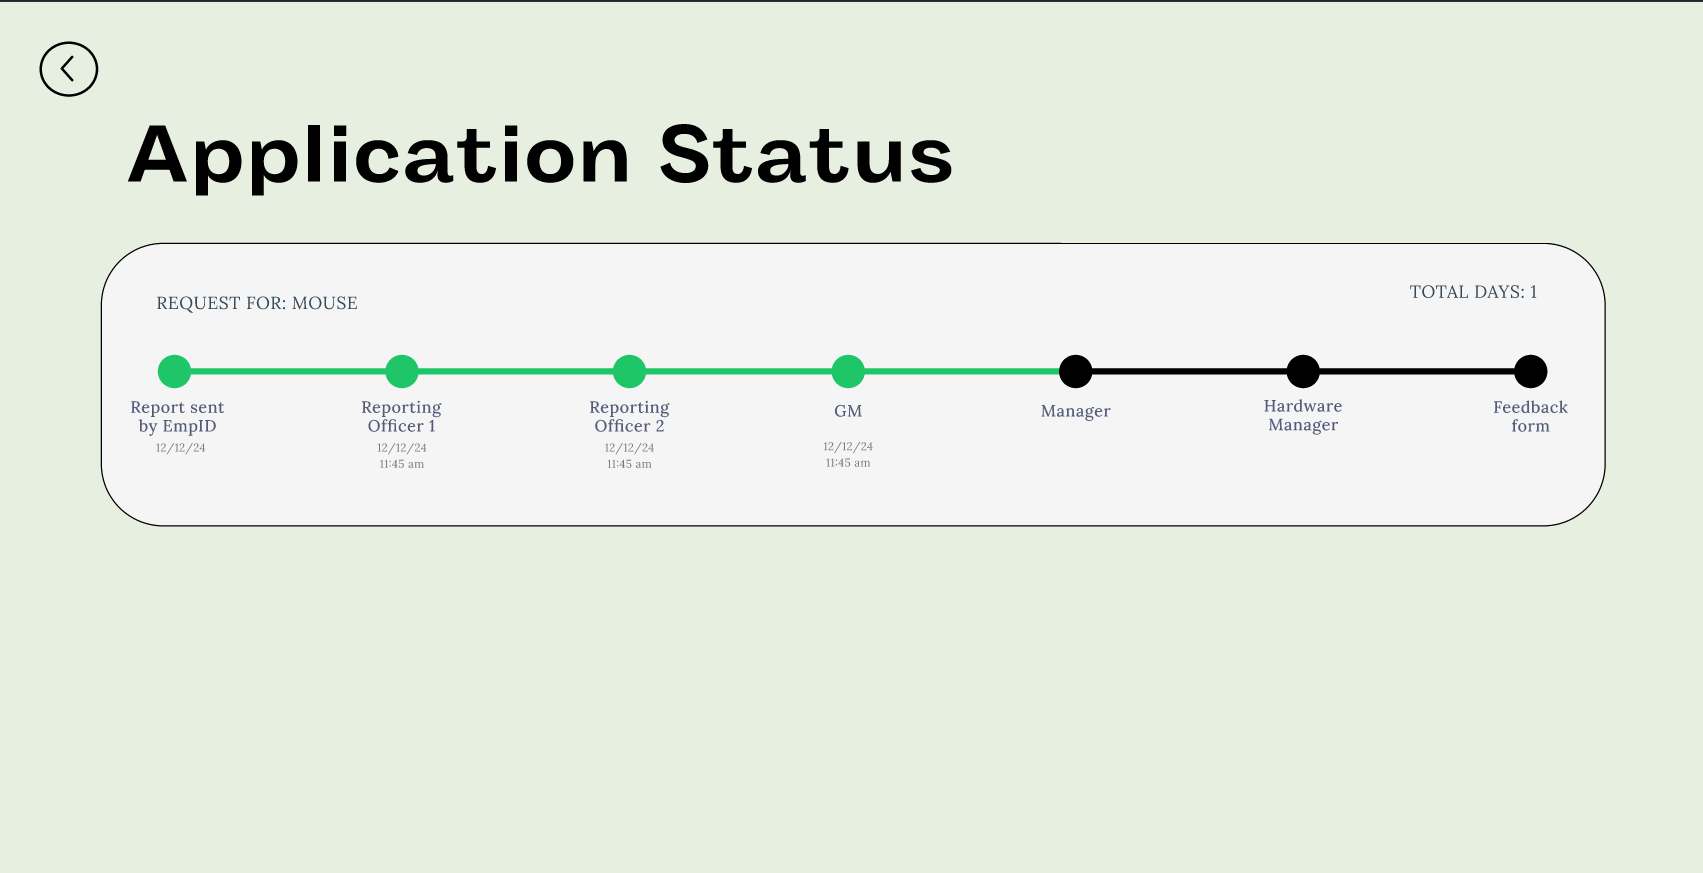 Application Status
REQUEST FOR: MOUSE
TOTAL DAYS: 1
Report sent
by EmpID
12/12/24
Reporting
Officer 1
12/12/24
11:45 am
Reporting
Officer 2
12/12/24
11:45 am
GM
12/12/24
11:45 am
Manager
Hardware
Manager
Feedback
form